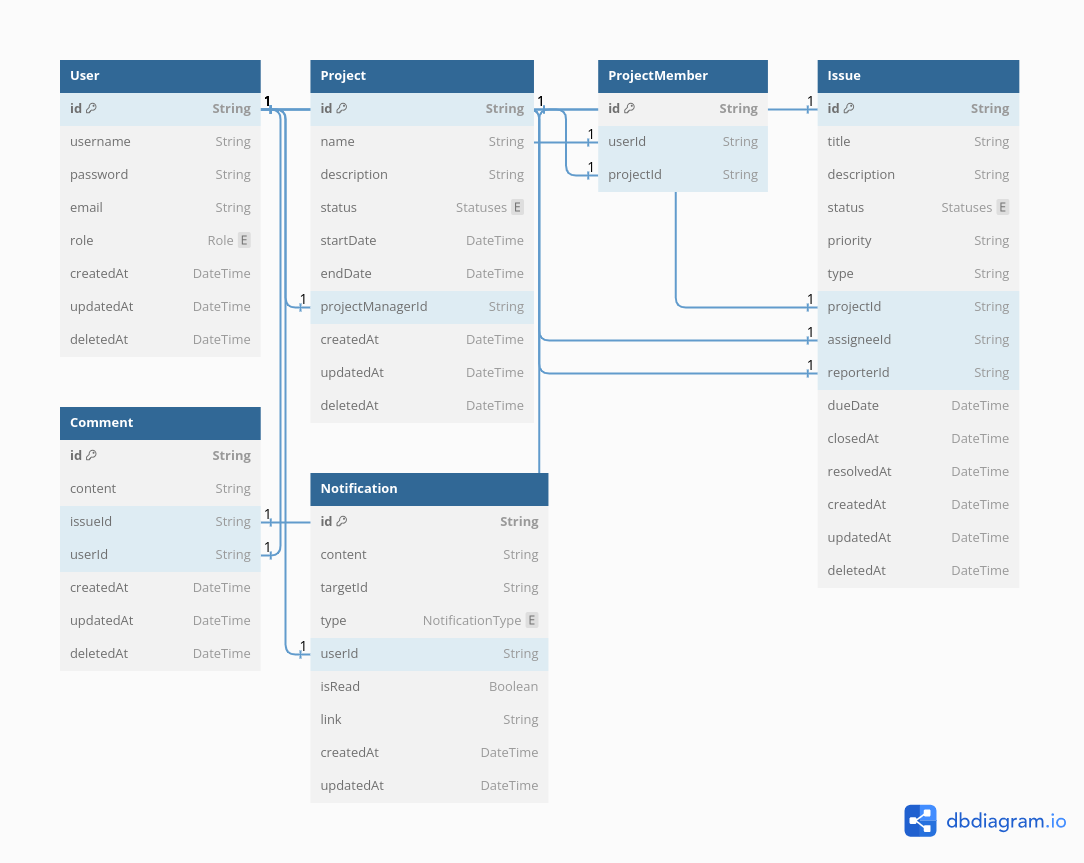 User
id String
username String
password String
email String
role Role E
createdAt DateTime
updatedAt DateTime
deletedAt DateTime
1
Project
id String
name String
description String
status Statuses E
startDate DateTime
endDate DateTime
1
projectManagerId String
createdAt DateTime
updatedAt DateTime
deletedAt DateTime
1
ProjectMember
id String
1
userId String
1
projectId String
Issue
1
id String
title String
description String
status Statuses E
priority String
type String
1
projectId String
1
assigneeId String
1
reporterId String
dueDate DateTime
closedAt DateTime
resolvedAt DateTime
createdAt DateTime
updatedAt DateTime
deletedAt DateTime
Comment
id String
content String
issueId String
1
userId String
1
createdAt DateTime
updatedAt DateTime
deletedAt DateTime
Notification
id String
content String
targetId String
type NotificationType E
1
userId String
isRead Boolean
link String
createdAt DateTime
updatedAt DateTime
dbdiagram.io